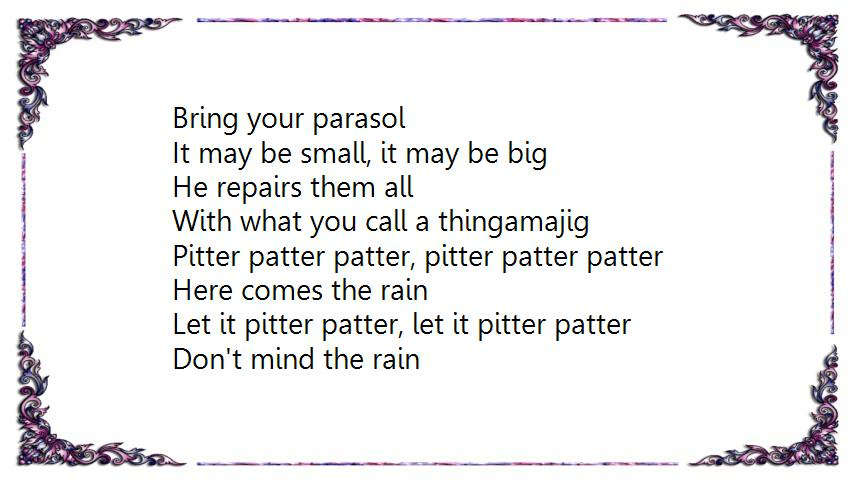 Bring your parasol
It may be small, it may be big
He repairs them all
With what you call a thingamajig
Pitter patter patter, pitter patter patter
Here comes the rain
Let it pitter patter, let it pitter patter
Don't mind the rain